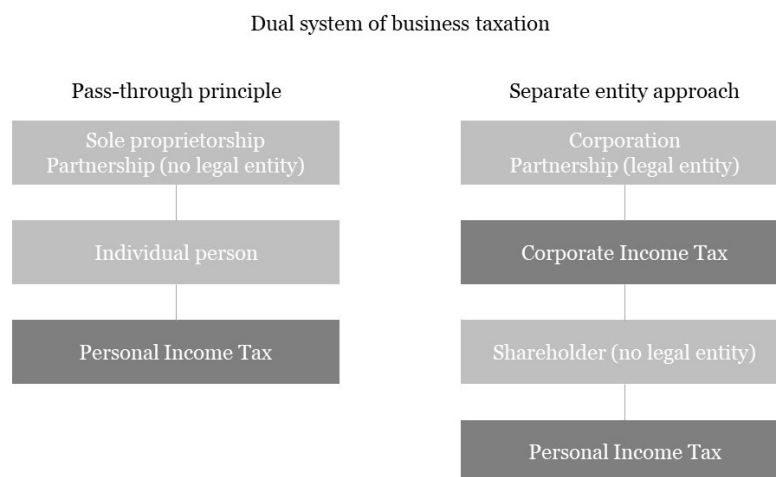 Dual system of business taxation
Pass-through principle
Sole proprietorship
Partnership (no legal entity)
Individual person
Personal Income Tax
Separate entity approach
Corporation
Partnership (legal entity)
Corporate Income Tax
Shareholder (no legal entity)
Personal Income Tax